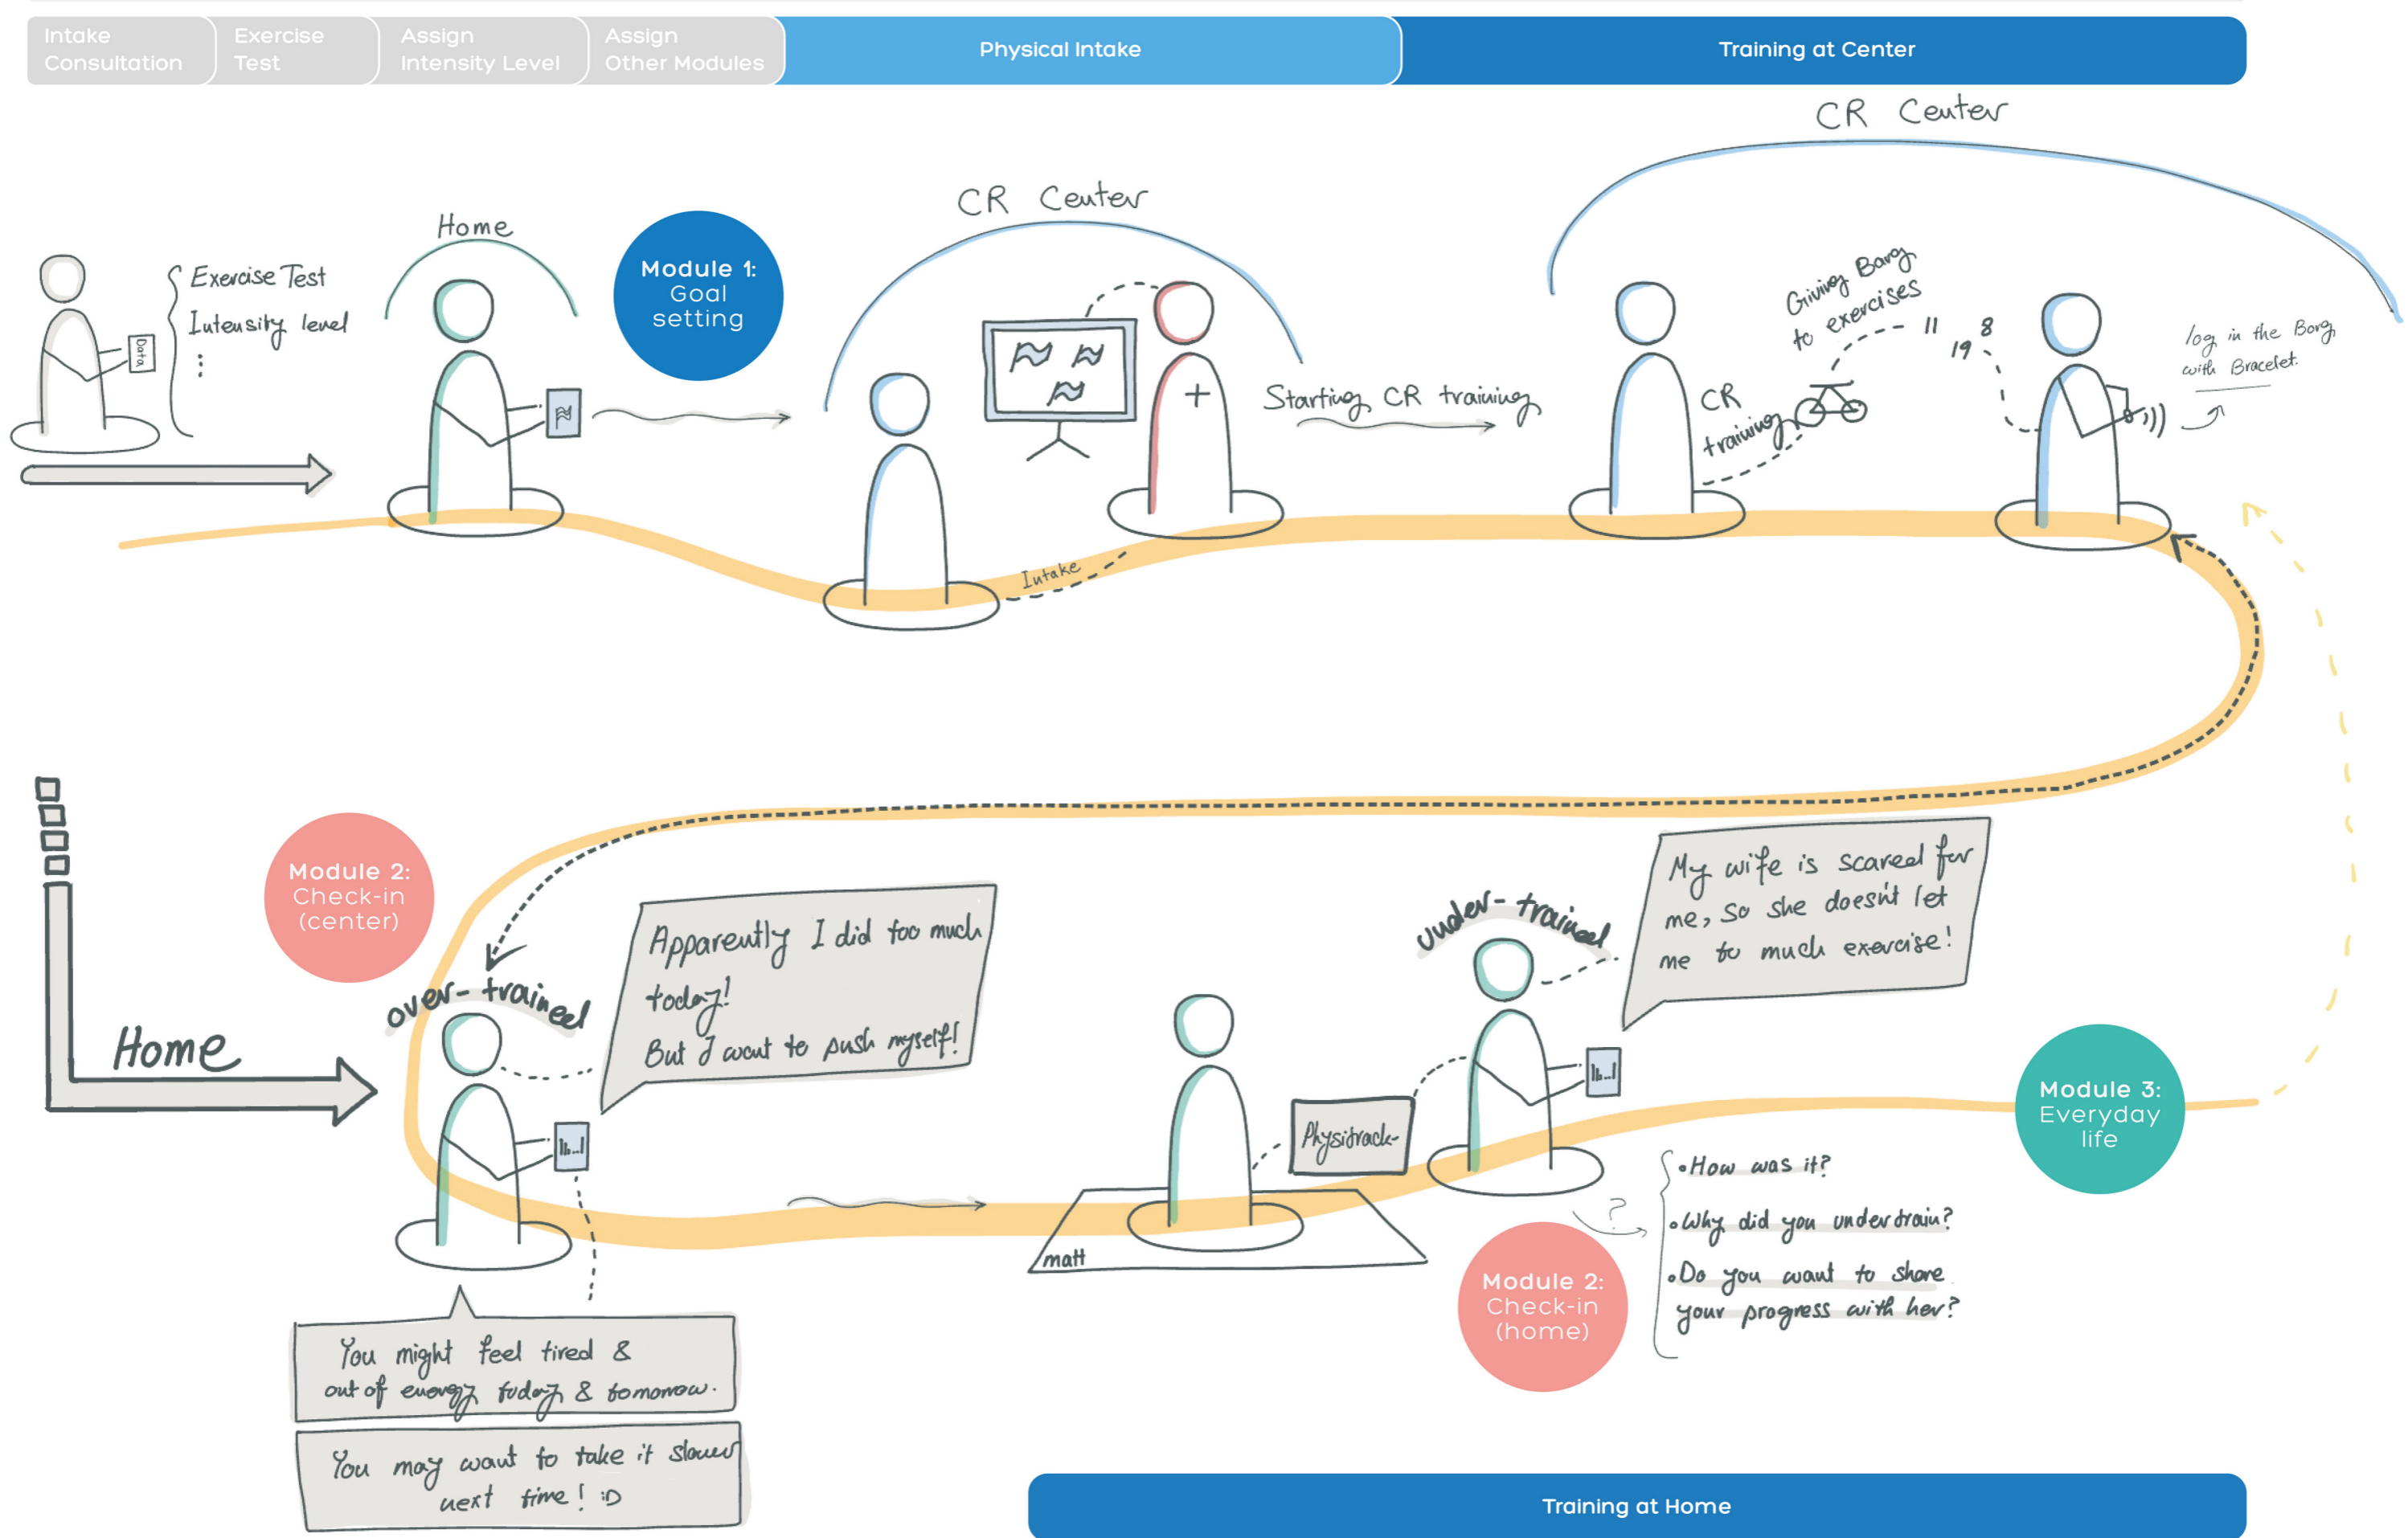 Intake
Consultation
Exercise
Test
Assign
Intensity Level
Assign
Other Modules
Physical Intake
Training at Center
CR Center
CR Center
Home
Module 1:
Goal
setting
Data
Exercise Test
Intensity level
:
+
Starting CR training
Intake
CR
training
Giving Borg
to exercises
11
8
19
log in the Borg
with Bracelet.
Module 2:
Check-in
(center)
Home
over-trained
Apparently I did too much
today!
But I want to push myself!
You might feel tired &
out of energy today & tomorrow.
You may want to take it slower
next time! :D
matt
Physitrack
under-trained
My wife is scared for
me, so she doesn't let
me to much exercise!
Module 3:
Everyday
life
Module 2:
Check-in
(home)
?
• How was it?
• Why did you undertrain?
• Do you want to share
your progress with her?
Training at Home